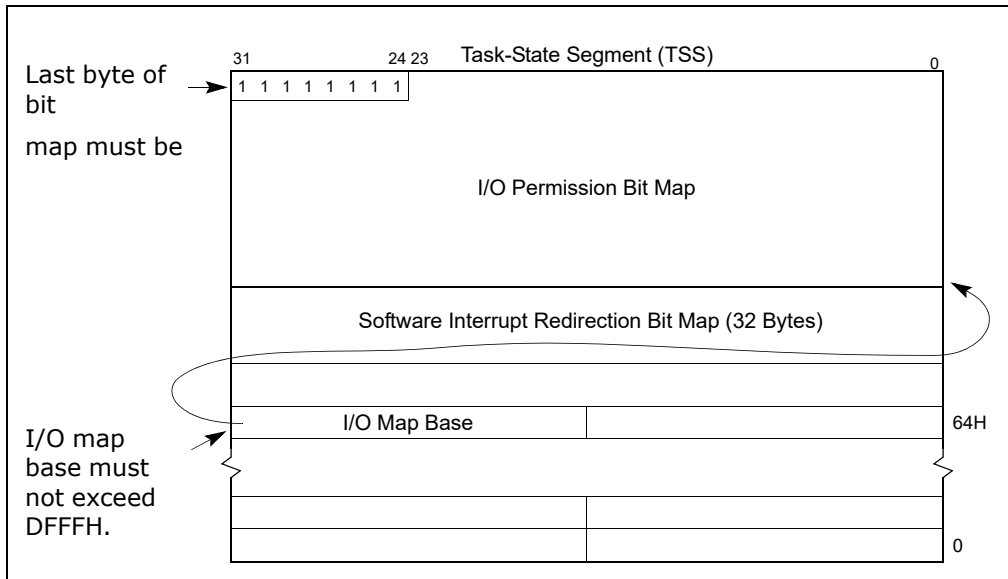 Task-State Segment (TSS)
31 24 23 0
Last byte of
bit
map must be
1 1 1 1 1 1 1 1
I/O Permission Bit Map
Software Interrupt Redirection Bit Map (32 Bytes)
I/O Map Base
64H
I/O map
base must
not exceed
DFFFH.
0